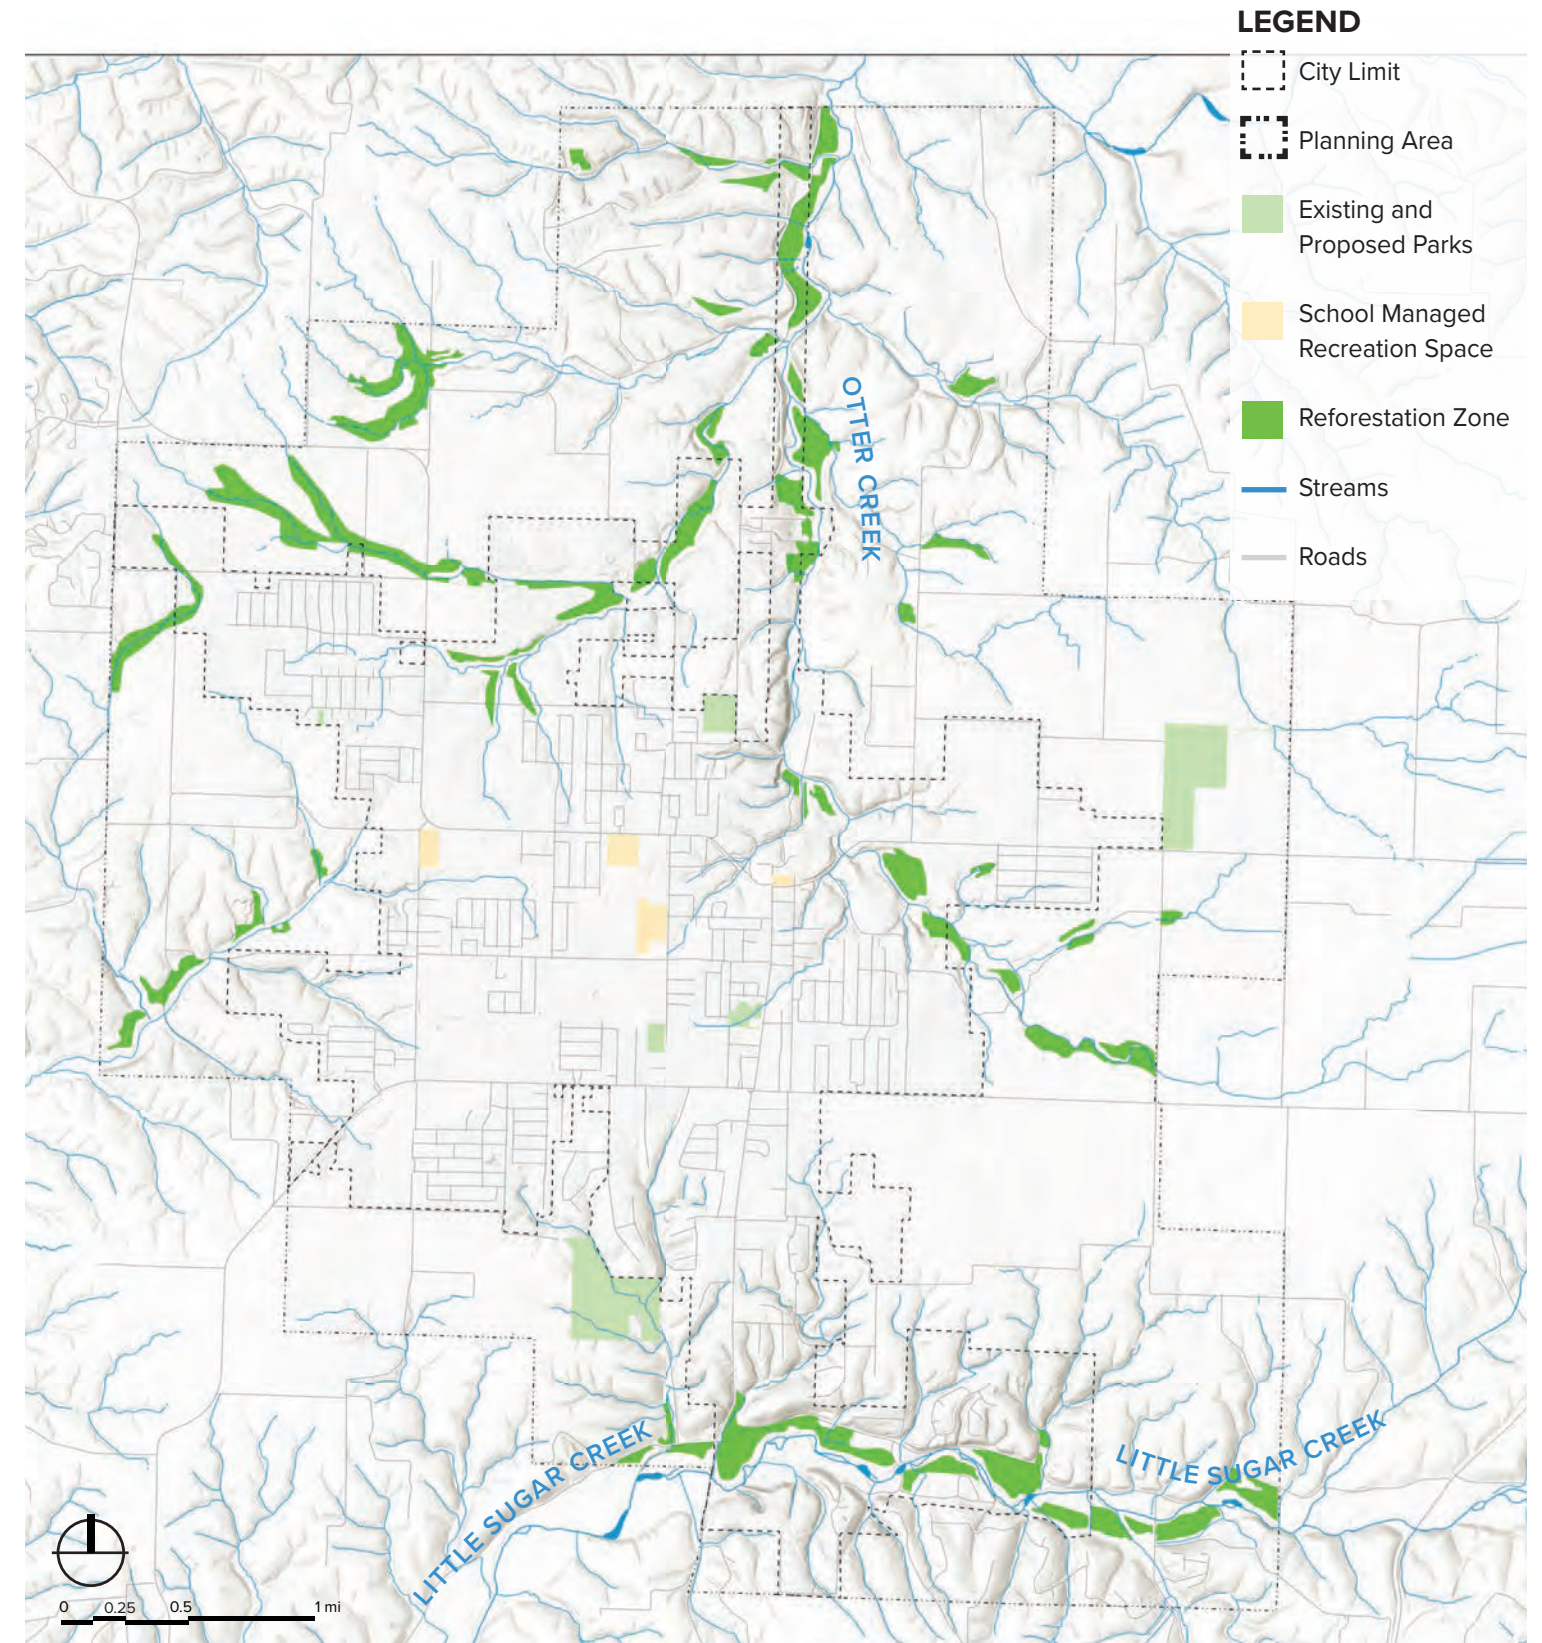 LEGEND
City Limit
Planning Area
Existing and
Proposed Parks
School Managed
Recreation Space
Reforestation Zone
Streams
Roads
OTTER CREEK
LITTLE SUGAR CREEK
LITTLE SUGAR CREEK
0 0.25 0.5 1 mi